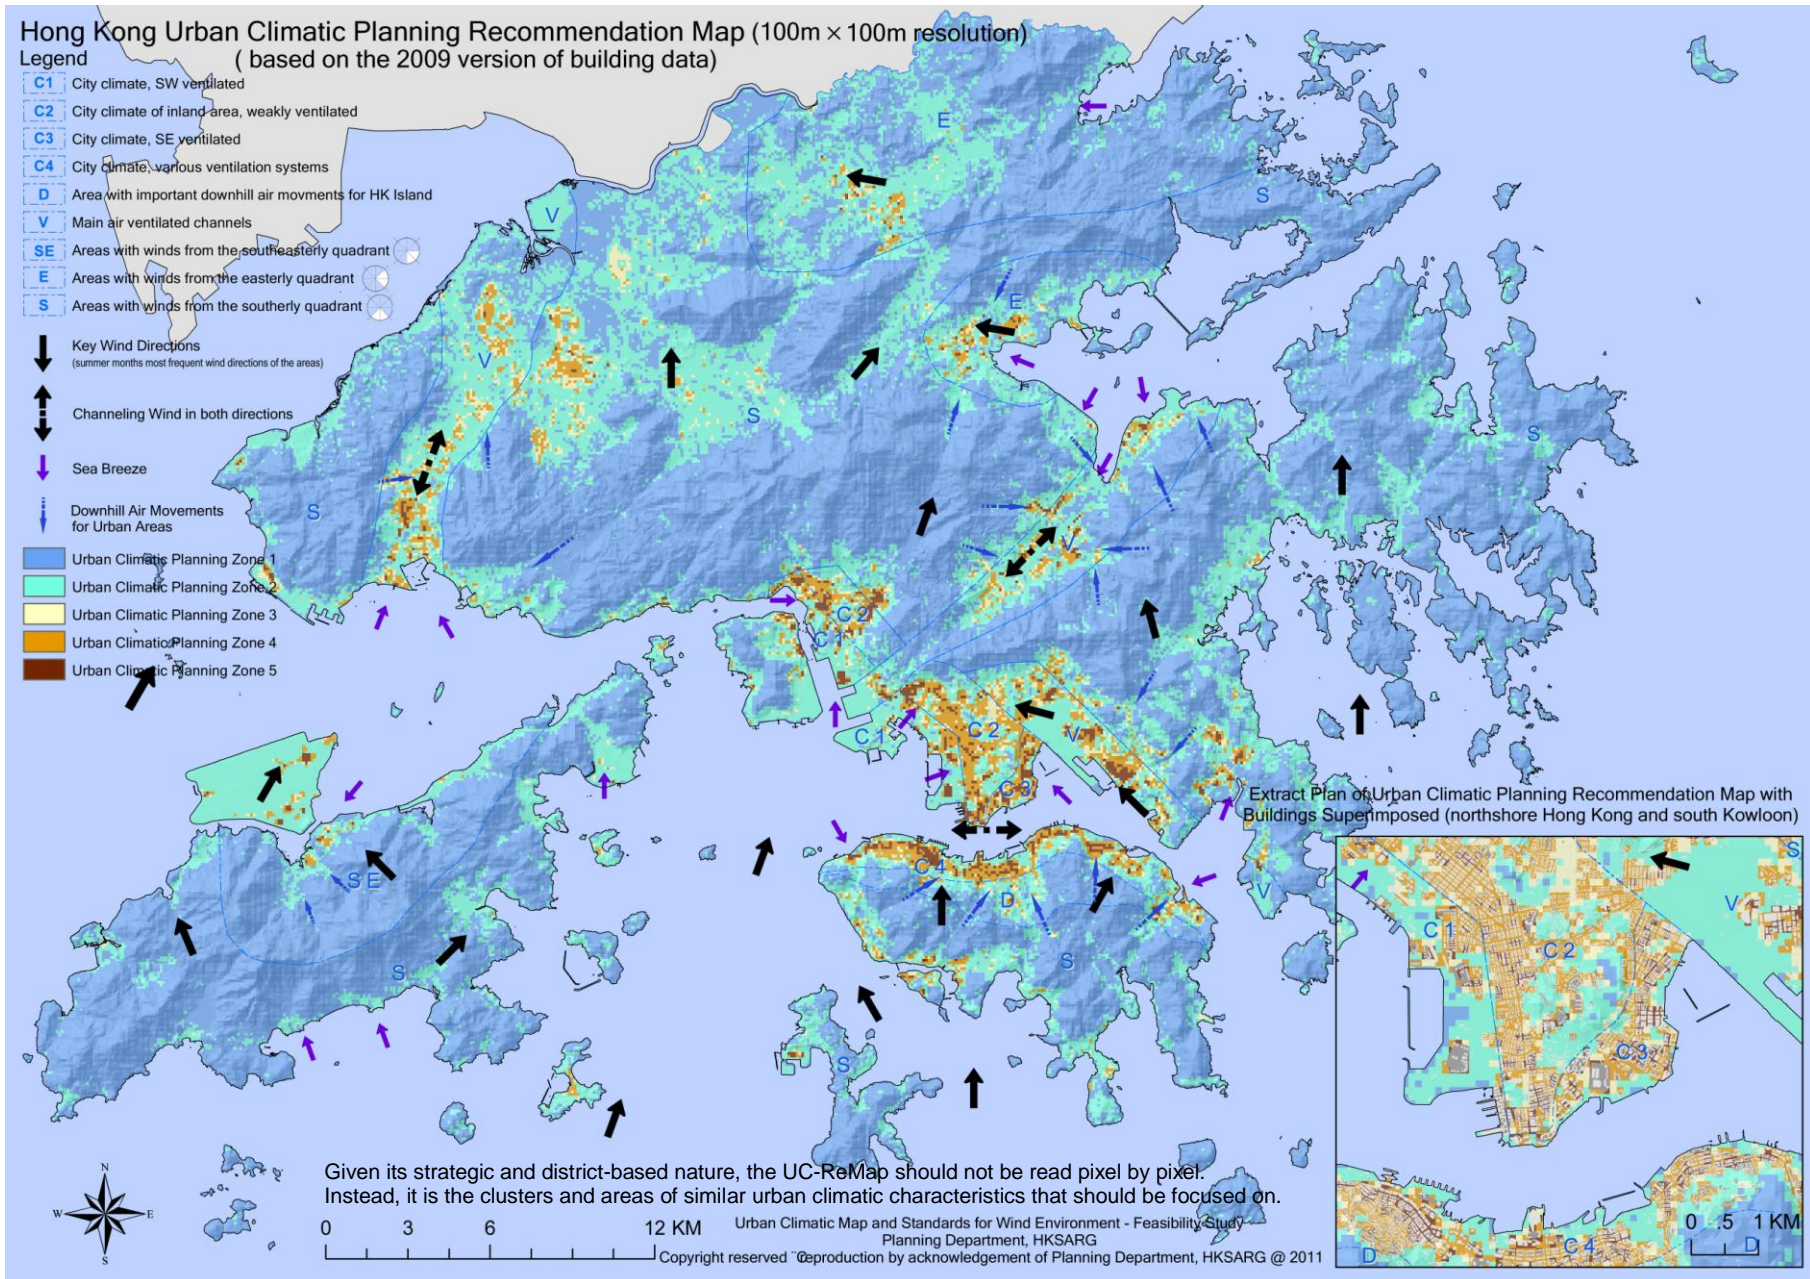 Hong Kong Urban Climatic Planning Recommendation Map (100m × 100m resolution)
( based on the 2009 version of building data)
Legend
C1 City climate, SW ventilated
C2 City climate of inland area, weakly ventilated
C3 City climate, SE ventilated
C4 City climate, various ventilation systems
D Area with important downhill air movments for HK Island
V Main air ventilated channels
SE Areas with winds from the southeasterly quadrant
E Areas with winds from the easterly quadrant
S Areas with winds from the southerly quadrant
Key Wind Directions
(summer months most frequent wind directions of the areas)
Channeling Wind in both directions
Sea Breeze
Downhill Air Movements
for Urban Areas
Urban Climatic Planning Zone 1
Urban Climatic Planning Zone 2
Urban Climatic Planning Zone 3
Urban Climatic Planning Zone 4
Urban Climatic Planning Zone 5
E
S
V
E
V
S
S
S
V
C 2
C 1
C 1
C 2
V
C 3
S E
C 4
D
V
S
S
S
Extract Plan of Urban Climatic Planning Recommendation Map with
Buildings Superimposed (northshore Hong Kong and south Kowloon)
S
V
C 1
C 2
C 3
D
C 4
D
0 .5 1 KM
N
W E
S
Given its strategic and district-based nature, the UC-ReMap should not be read pixel by pixel.
Instead, it is the clusters and areas of similar urban climatic characteristics that should be focused on.
0 3 6 12 KM
Urban Climatic Map and Standards for Wind Environment - Feasibility Study
Planning Department, HKSARG
Copyright reserved reproduction by acknowledgement of Planning Department, HKSARG @ 2011